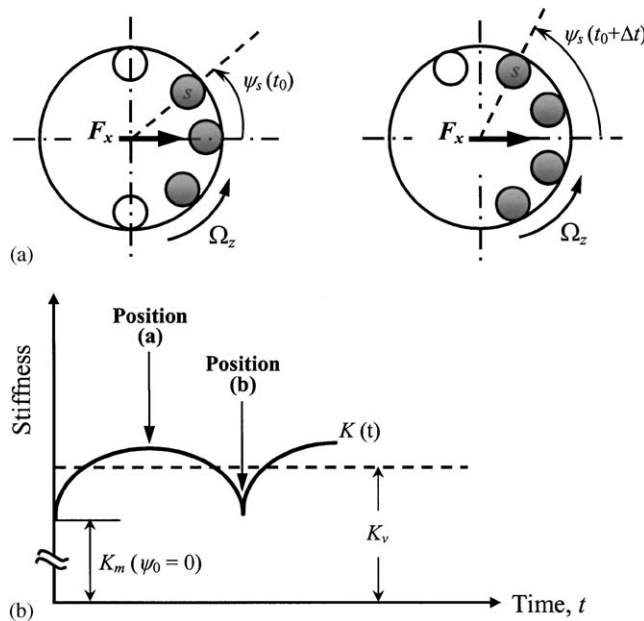 ψs(t0)
ψs(t0+Δt)
s
s
Fx
Fx
Ωz
Ωz
(a)
Position
(a)
Position
(b)
Stiffness
K(t)
Kv
Km (ψ0 = 0)
(b)
Time, t